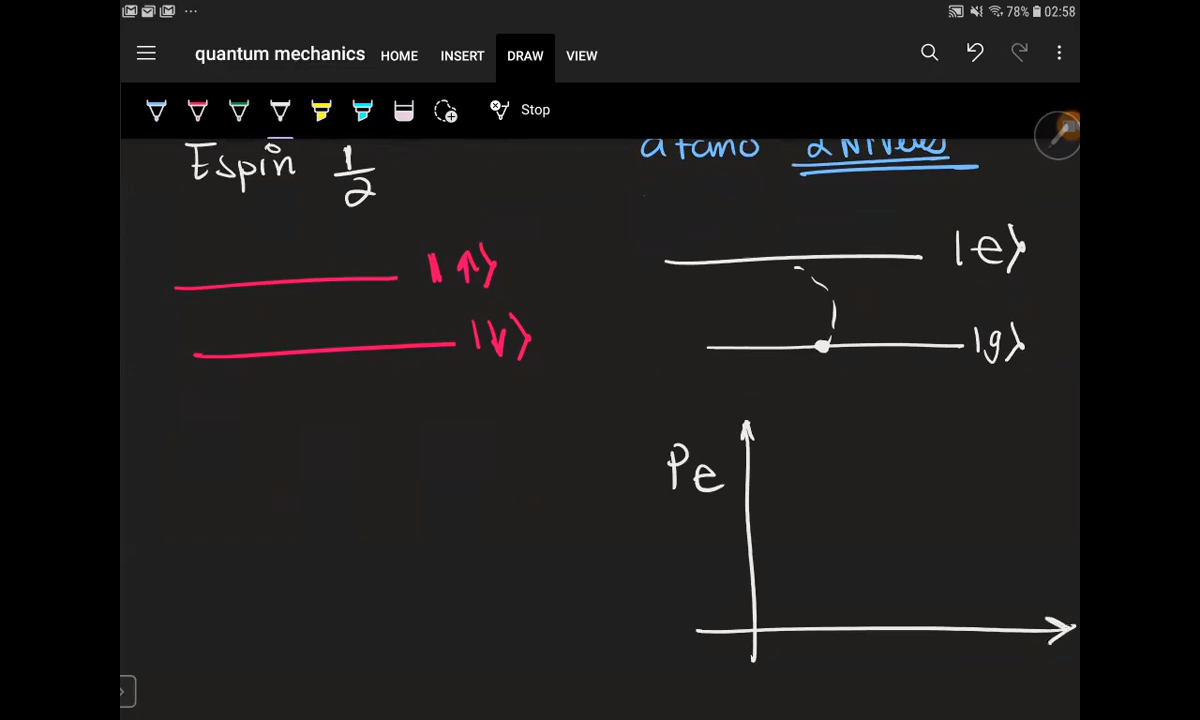 78% 02:58
quantum mechanics HOME INSERT DRAW VIEW
Stop
Espin 1/2
átomo 2 Niveles
|↑⟩
|e⟩
|↓⟩
|g⟩
Pe